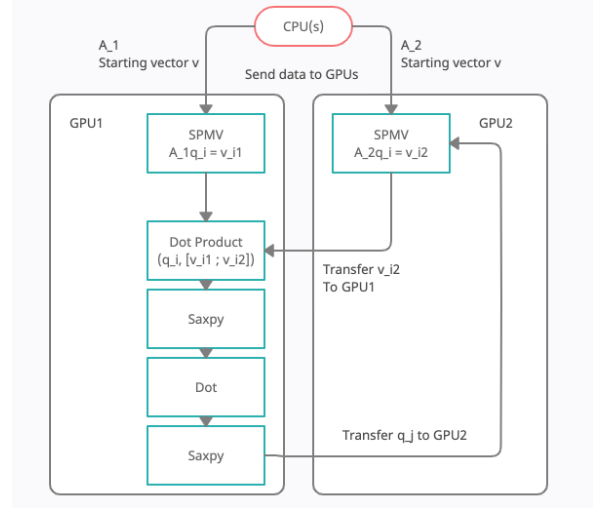 CPU(s)
A_1
Starting vector v
A_2
Starting vector v
Send data to GPUs
GPU1
SPMV
A_1q_i = v_i1
SPMV
A_2q_i = v_i2
GPU2
Dot Product
(q_i, [v_i1 ; v_i2])
Transfer v_i2
To GPU1
Saxpy
Dot
Saxpy
Transfer q_j to GPU2